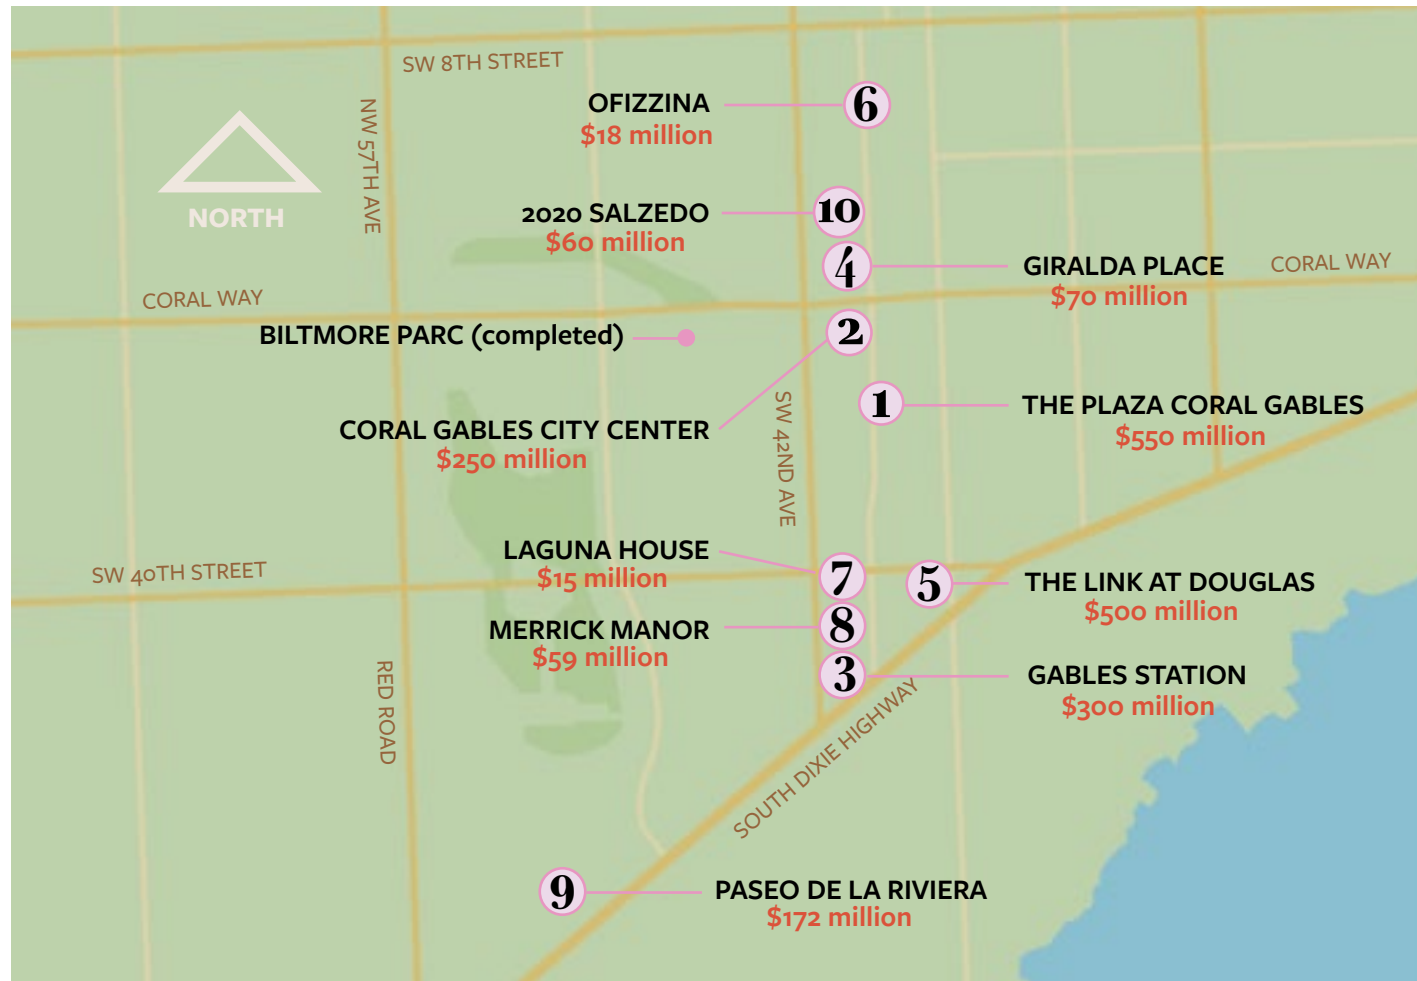 SW 8TH STREET
NW 57TH AVE
NORTH
OFIZZINA
$18 million
6
2020 SALZEDO
$60 million
10
4
GIRALDA PLACE
$70 million
CORAL WAY
CORAL WAY
BILTMORE PARC (completed)
2
CORAL GABLES CITY CENTER
$250 million
SW 42ND AVE
1
THE PLAZA CORAL GABLES
$550 million
SW 40TH STREET
LAGUNA HOUSE
$15 million
7
5
THE LINK AT DOUGLAS
$500 million
MERRICK MANOR
$59 million
8
3
GABLES STATION
$300 million
RED ROAD
SOUTH DIXIE HIGHWAY
9
PASEO DE LA RIVIERA
$172 million